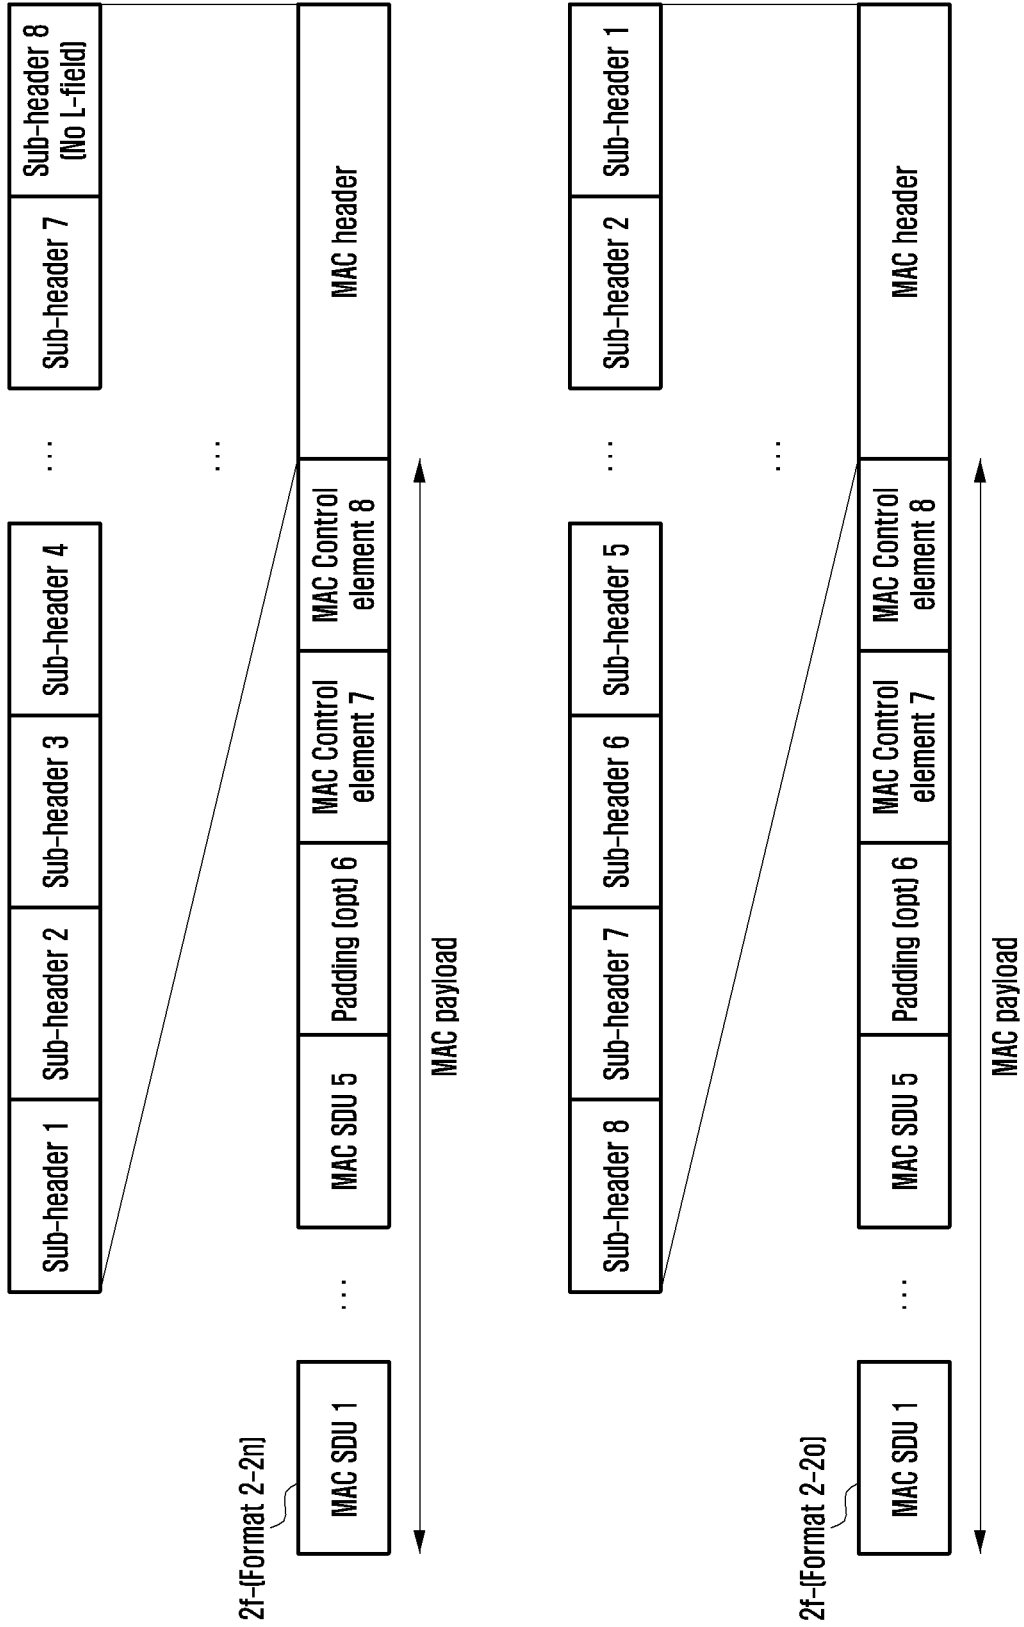 Sub-header 1
Sub-header 2
Sub-header 3
Sub-header 4
...
Sub-header 7
Sub-header 8
(No L-field)
...
2f-(Format 2-2n)
MAC SDU 1
...
MAC SDU 5
Padding (opt) 6
MAC Control
element 7
MAC Control
element 8
MAC header
MAC payload
Sub-header 8
Sub-header 7
Sub-header 6
Sub-header 5
...
Sub-header 2
Sub-header 1
...
2f-(Format 2-2o)
MAC SDU 1
...
MAC SDU 5
Padding (opt) 6
MAC Control
element 7
MAC Control
element 8
MAC header
MAC payload